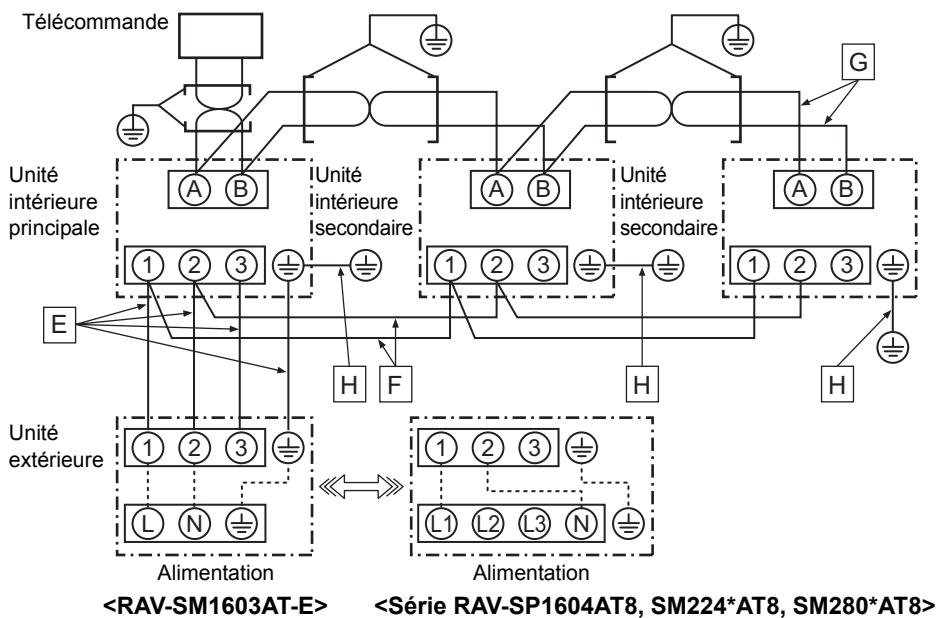 Télécommande
G
Unité
intérieure
principale
A B
Unité
intérieure
secondaire
A B
Unité
intérieure
secondaire
A B
1 2 3
1 2 3
1 2 3
E
H F H H
Unité
extérieure
1 2 3
1 2 3
L N
L1 L2 L3 N
Alimentation
Alimentation
<RAV-SM1603AT-E>
<Série RAV-SP1604AT8, SM224*AT8, SM280*AT8>